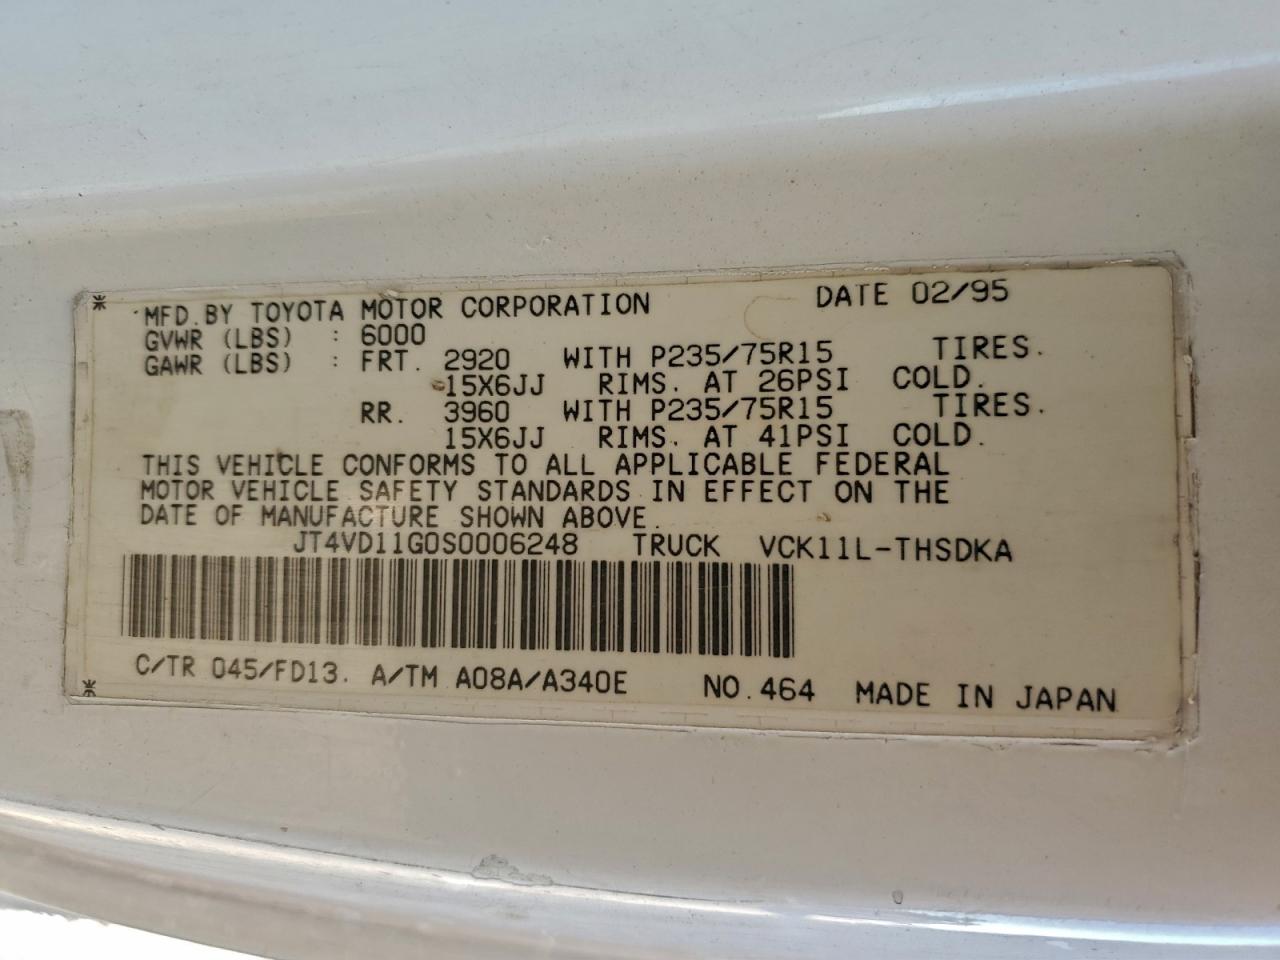 MFD.BY TOYOTA MOTOR CORPORATION DATE 02/95
GVWR (LBS) : 6000
GAWR (LBS) : FRT. 2920 WITH P235/75R15 TIRES.
15X6JJ RIMS. AT 26PSI COLD.
RR. 3960 WITH P235/75R15 TIRES.
15X6JJ RIMS. AT 41PSI COLD.
THIS VEHICLE CONFORMS TO ALL APPLICABLE FEDERAL
MOTOR VEHICLE SAFETY STANDARDS IN EFFECT ON THE
DATE OF MANUFACTURE SHOWN ABOVE.
JT4VD11G0S0006248 TRUCK VCK11L-THSDKA
C/TR 045/FD13. A/TM A08A/A340E NO.464 MADE IN JAPAN